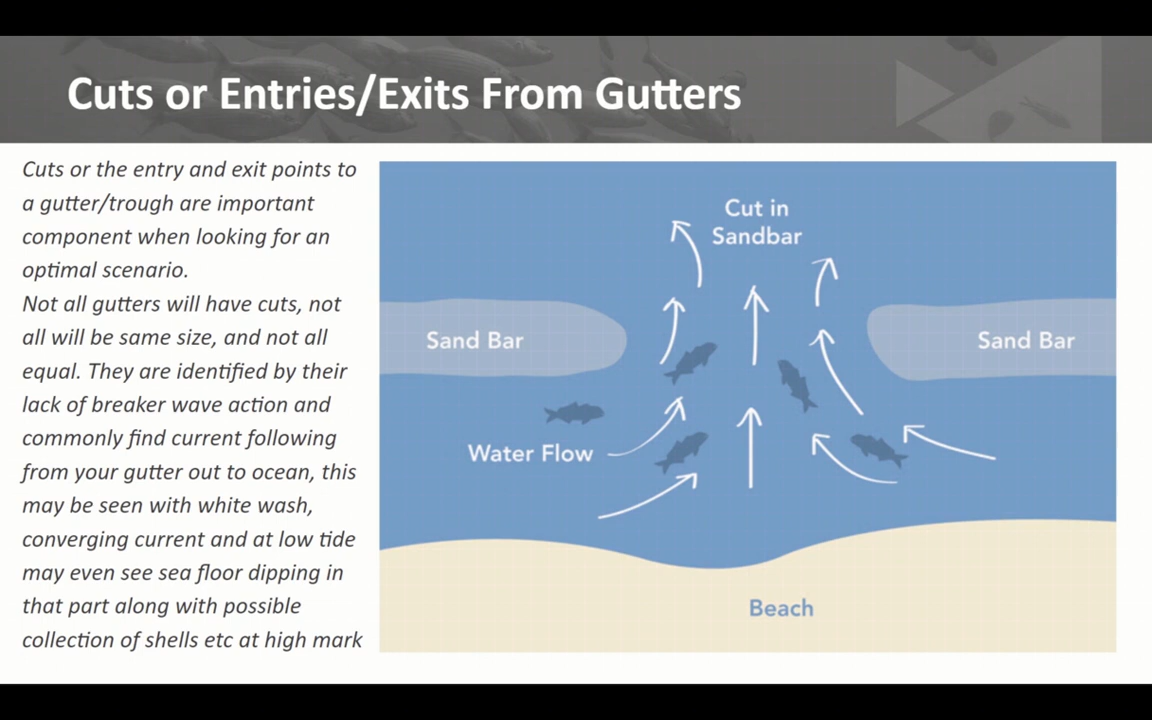 Cuts or Entries/Exits From Gutters
Cuts or the entry and exit points to
a gutter/trough are important
component when looking for an
optimal scenario.
Not all gutters will have cuts, not
all will be same size, and not all
equal. They are identified by their
lack of breaker wave action and
commonly find current following
from your gutter out to ocean, this
may be seen with white wash,
converging current and at low tide
may even see sea floor dipping in
that part along with possible
collection of shells etc at high mark
Cut in
Sandbar
Sand Bar
Sand Bar
Water Flow
Beach